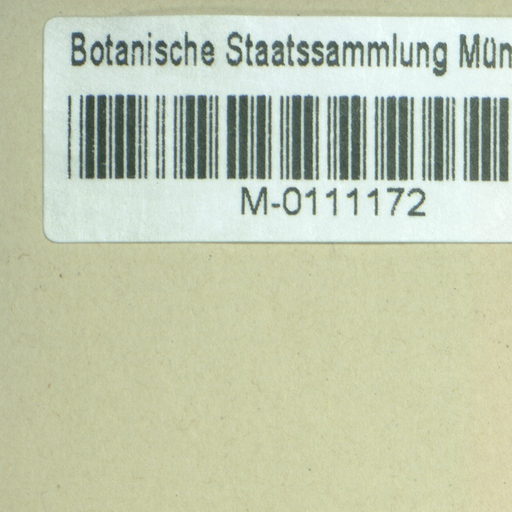 Botanische Staatssammlung Mün
M-0111172